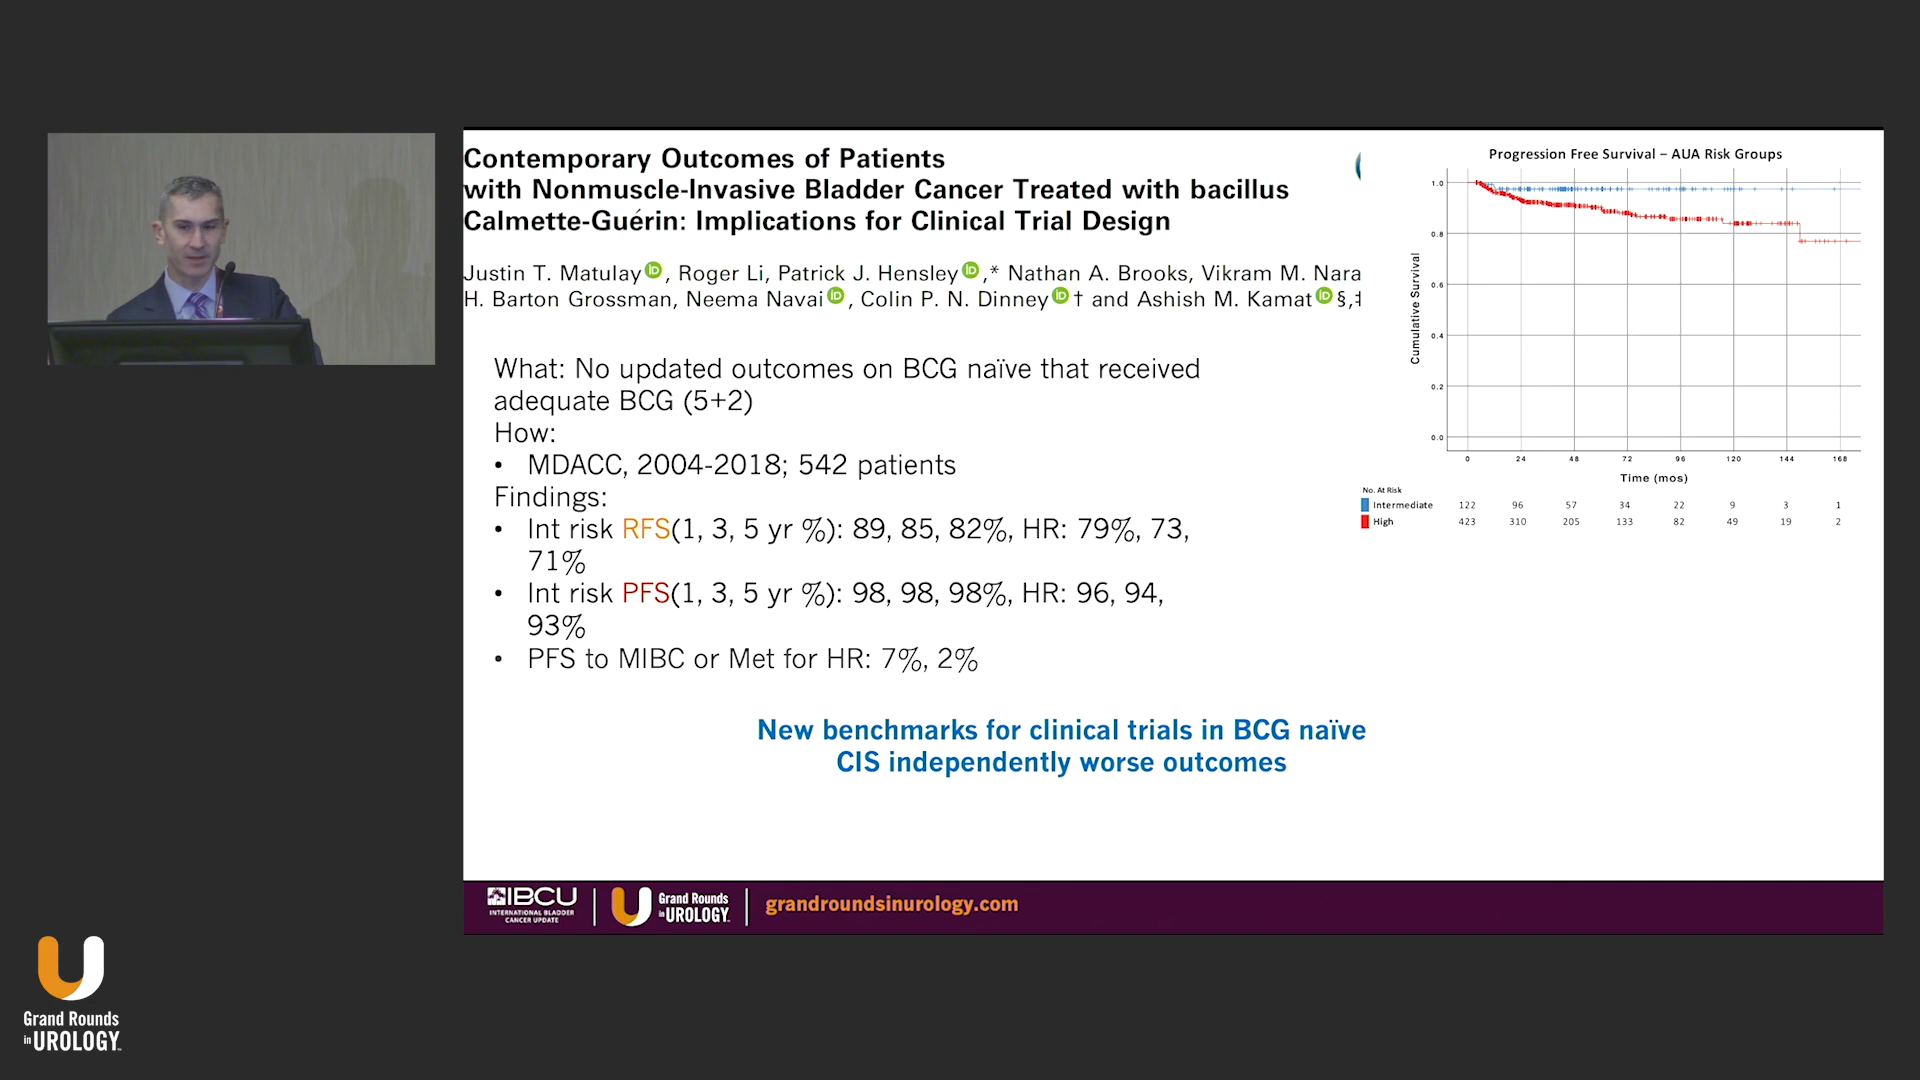 Contemporary Outcomes of Patients
with Nonmuscle-Invasive Bladder Cancer Treated with bacillus
Calmette-Guérin: Implications for Clinical Trial Design
Justin T. Matulay iD, Roger Li, Patrick J. Hensley iD,* Nathan A. Brooks, Vikram M. Nara
H. Barton Grossman, Neema Navai iD, Colin P. N. Dinney iD† and Ashish M. Kamat iD§,‡
What: No updated outcomes on BCG naïve that received
adequate BCG (5+2)
How:
• MDACC, 2004-2018; 542 patients
Findings:
• Int risk RFS(1, 3, 5 yr %): 89, 85, 82%, HR: 79%, 73,
71%
• Int risk PFS(1, 3, 5 yr %): 98, 98, 98%, HR: 96, 94,
93%
• PFS to MIBC or Met for HR: 7%, 2%
New benchmarks for clinical trials in BCG naïve
CIS independently worse outcomes
Progression Free Survival – AUA Risk Groups
Cumulative Survival
1.0
0.8
0.6
0.4
0.2
0.0
0 24 48 72 96 120 144 168
Time (mos)
No. At Risk
Intermediate 122 96 57 34 22 9 3 1
High 423 310 205 133 82 49 19 2
IBCU
INTERNATIONAL BLADDER
CANCER UPDATE
Grand Rounds
in UROLOGY
grandroundsinurology.com
Grand Rounds
in UROLOGY